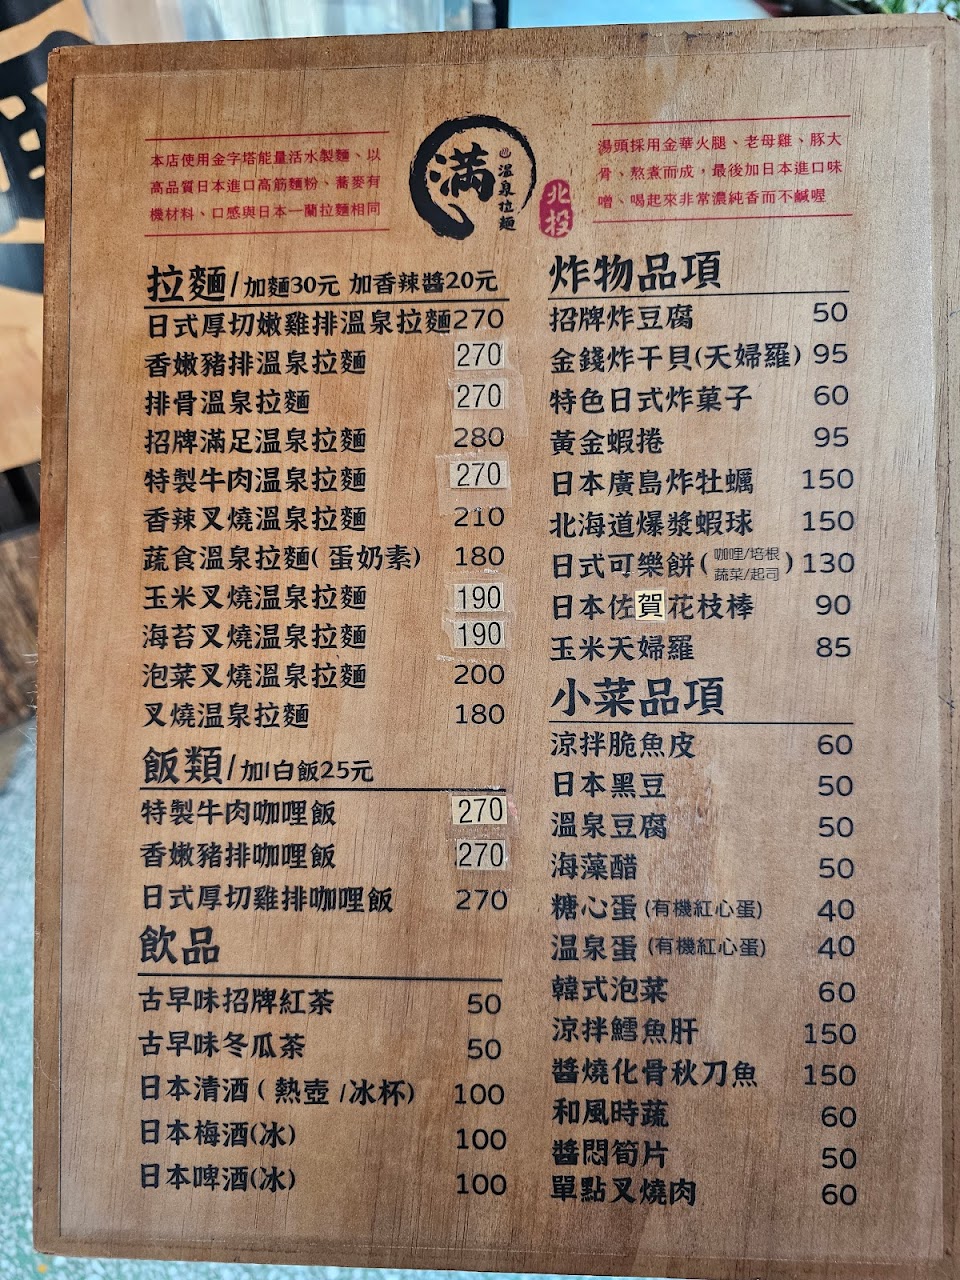 本店使用金字塔能量活水製麵、以
高品質日本進口高筋麵粉、蕎麥有
機材料、口感與日本一蘭拉麵相同
滿
溫泉拉麵
北投
湯頭採用金華火腿、老母雞、豚大
骨、熬煮而成，最後加日本進口味
噌、喝起來非常濃純香而不鹹喔
拉麵/加麵30元 加香辣醬20元
日式厚切嫩雞排溫泉拉麵270
香嫩豬排溫泉拉麵 270
排骨溫泉拉麵 270
招牌滿足溫泉拉麵 280
特製牛肉溫泉拉麵 270
香辣叉燒溫泉拉麵 210
蔬食溫泉拉麵(蛋奶素) 180
玉米叉燒溫泉拉麵 190
海苔叉燒溫泉拉麵 190
泡菜叉燒溫泉拉麵 200
叉燒溫泉拉麵 180
飯類/加白飯25元
特製牛肉咖哩飯 270
香嫩豬排咖哩飯 270
日式厚切雞排咖哩飯 270
飲品
古早味招牌紅茶 50
古早味冬瓜茶 50
日本清酒(熱壺/冰杯) 100
日本梅酒(冰) 100
日本啤酒(冰) 100
炸物品項
招牌炸豆腐 50
金錢炸干貝(天婦羅) 95
特色日式炸菓子 60
黃金蝦捲 95
日本廣島炸牡蠣 150
北海道爆漿蝦球 150
日式可樂餅(咖哩/培根 蔬菜/起司)130
日本佐賀花枝棒 90
玉米天婦羅 85
小菜品項
涼拌脆魚皮 60
日本黑豆 50
溫泉豆腐 50
海藻醋 50
糖心蛋(有機紅心蛋) 40
溫泉蛋(有機紅心蛋) 40
韓式泡菜 60
涼拌鱈魚肝 150
醬燒化骨秋刀魚 150
和風時蔬 60
醬悶筍片 50
單點叉燒肉 60